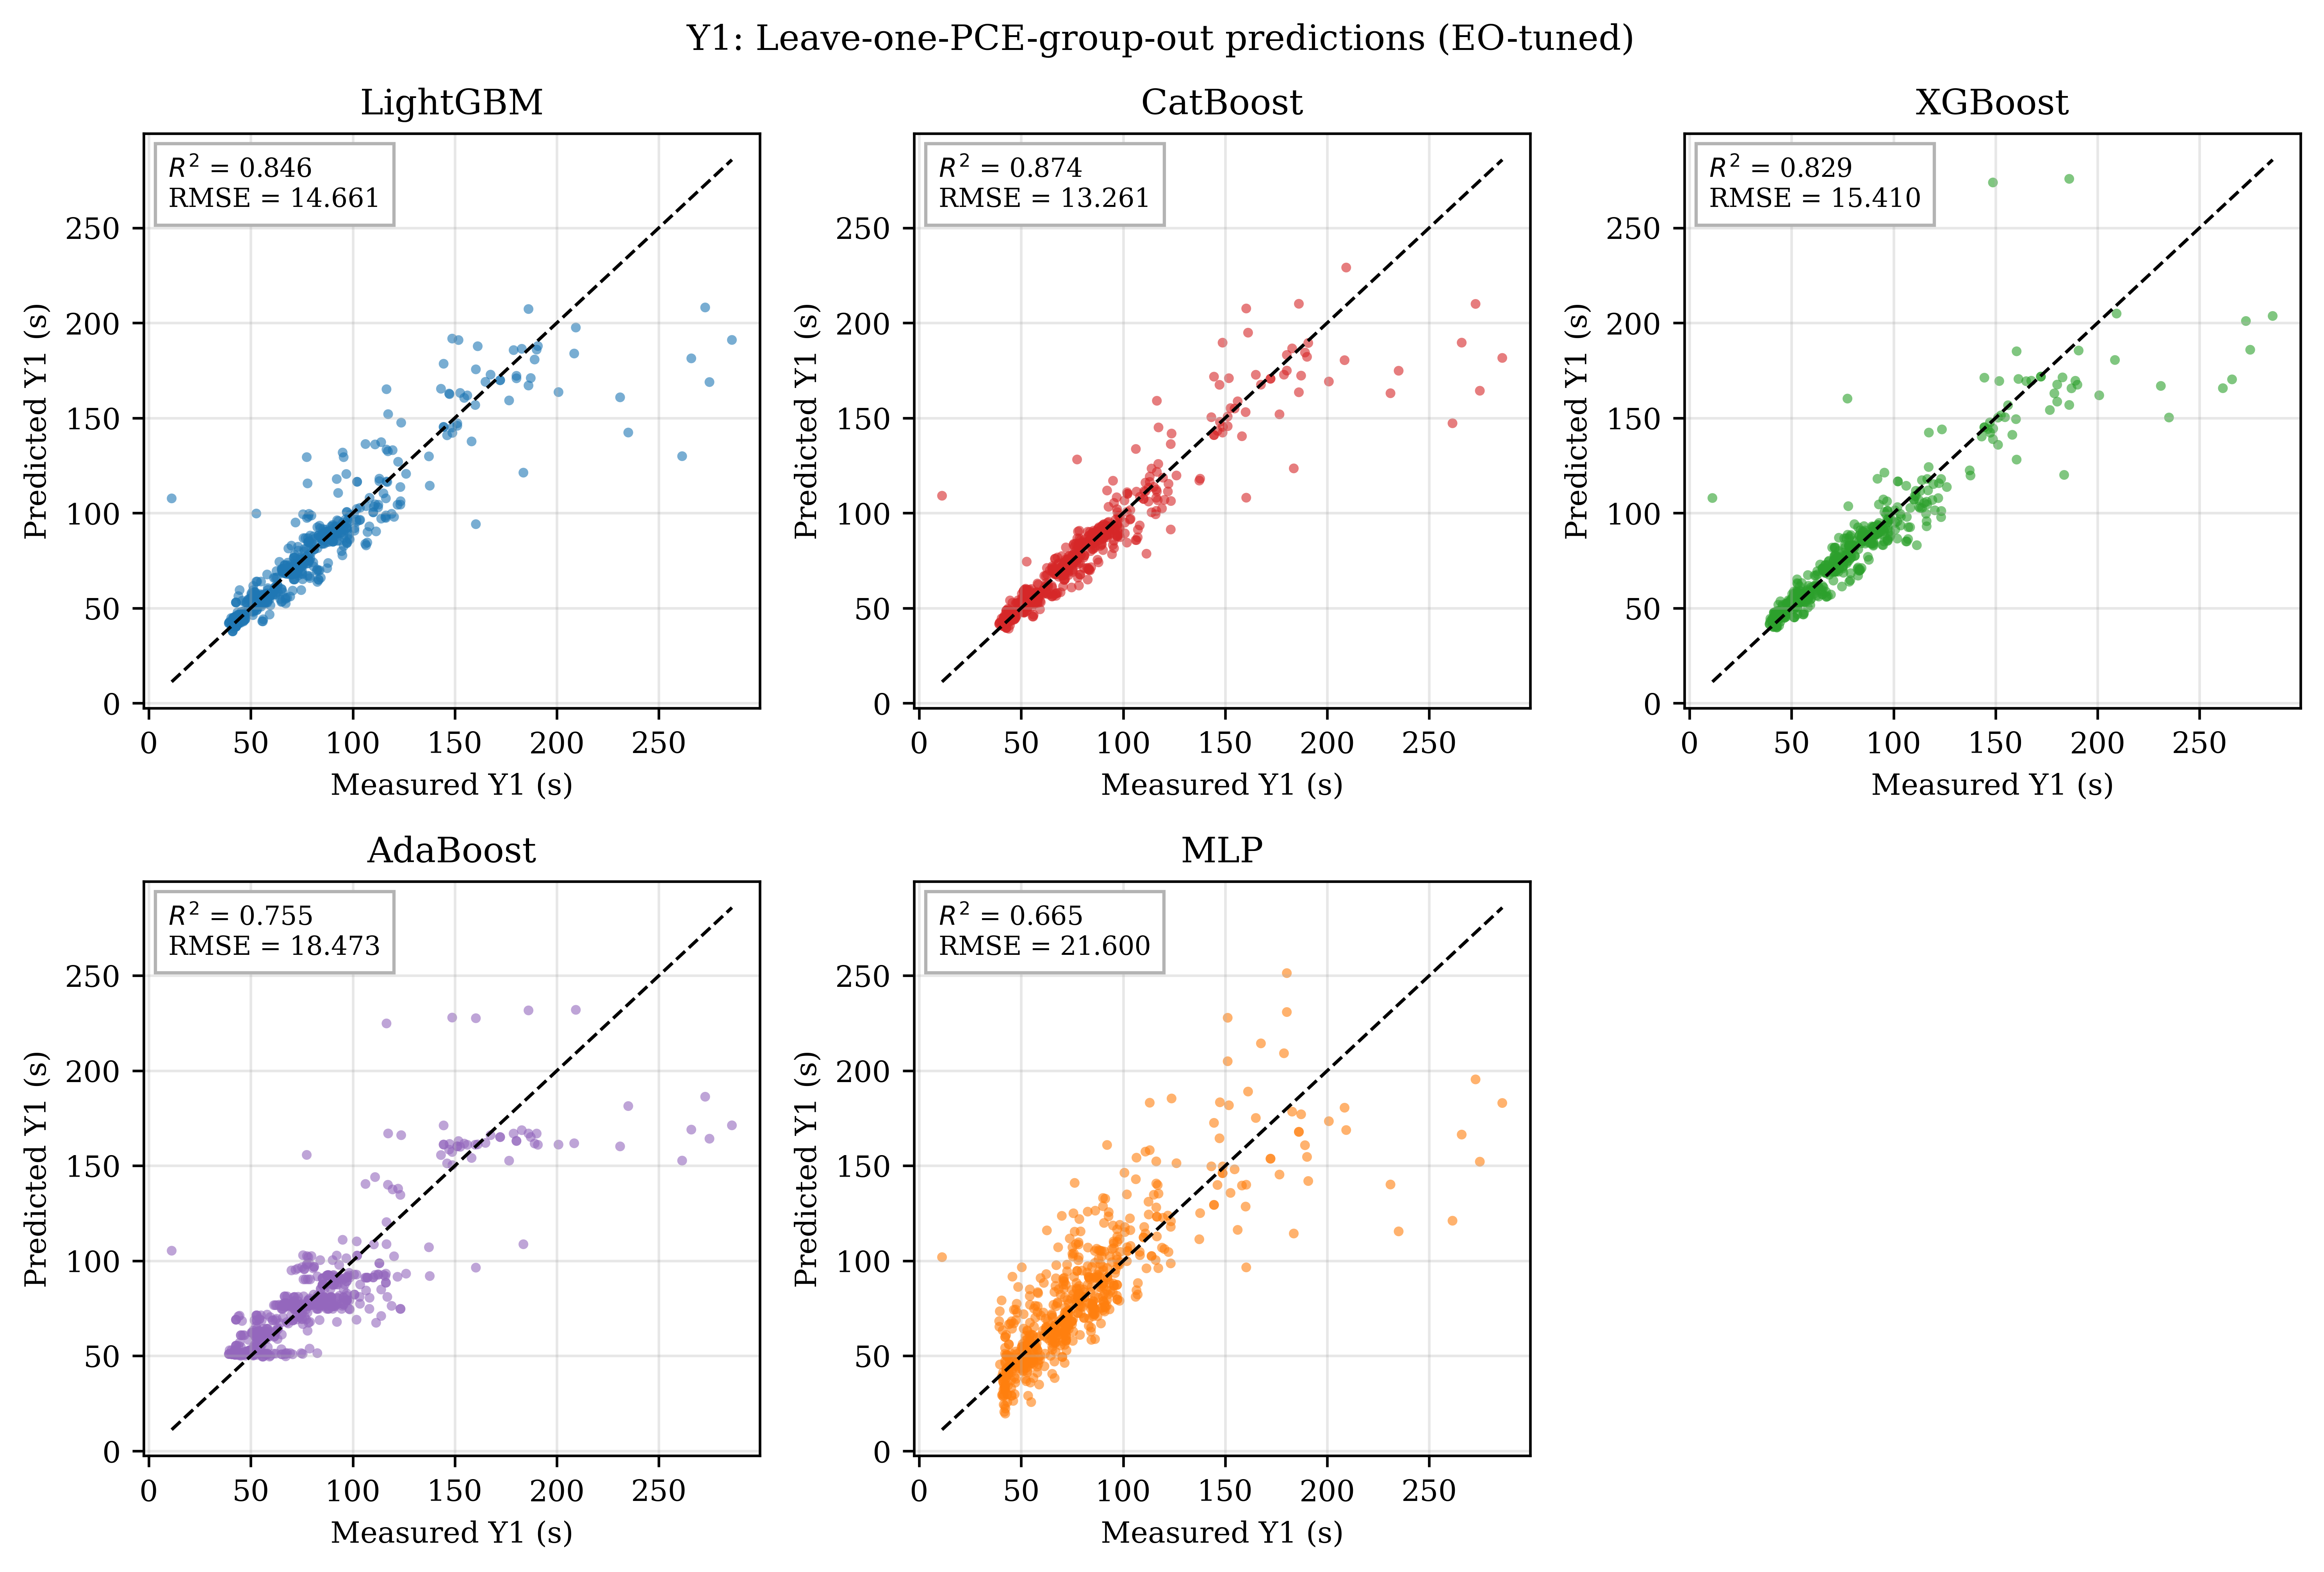 Y1: Leave-one-PCE-group-out predictions (EO-tuned)
LightGBM
R² = 0.846
RMSE = 14.661
250
200
150
100
50
0
0 50 100 150 200 250
Predicted Y1 (s)
Measured Y1 (s)
CatBoost
R² = 0.874
RMSE = 13.261
250
200
150
100
50
0
0 50 100 150 200 250
Predicted Y1 (s)
Measured Y1 (s)
XGBoost
R² = 0.829
RMSE = 15.410
250
200
150
100
50
0
0 50 100 150 200 250
Predicted Y1 (s)
Measured Y1 (s)
AdaBoost
R² = 0.755
RMSE = 18.473
250
200
150
100
50
0
0 50 100 150 200 250
Predicted Y1 (s)
Measured Y1 (s)
MLP
R² = 0.665
RMSE = 21.600
250
200
150
100
50
0
0 50 100 150 200 250
Predicted Y1 (s)
Measured Y1 (s)